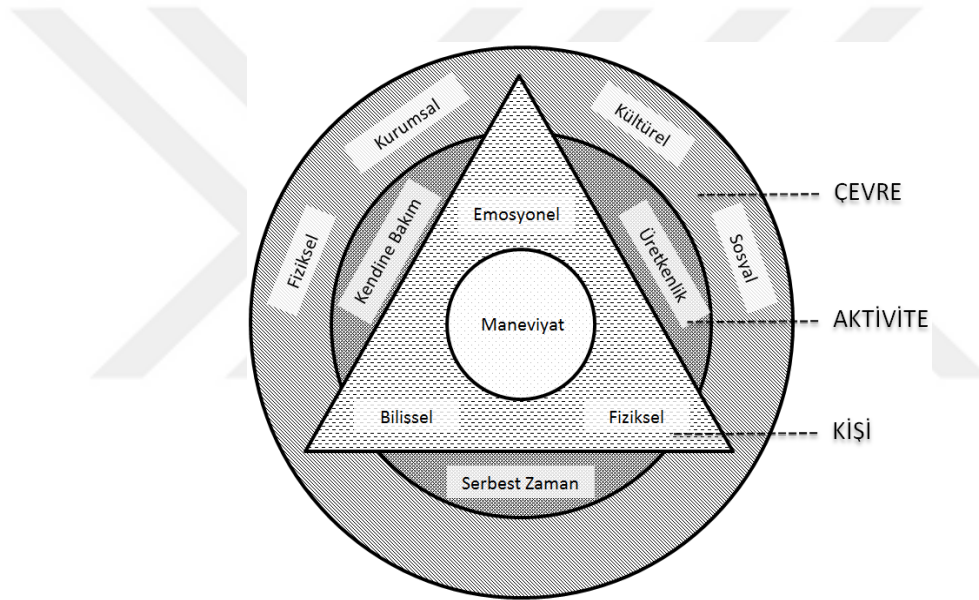 Kurumsal
Kültürel
ÇEVRE
Fiziksel
Kendine Bakım
Emosyonel
Üretkenlik
Sosyal
Maneviyat
AKTİVİTE
Bilissel
Fiziksel
KİŞİ
Serbest Zaman